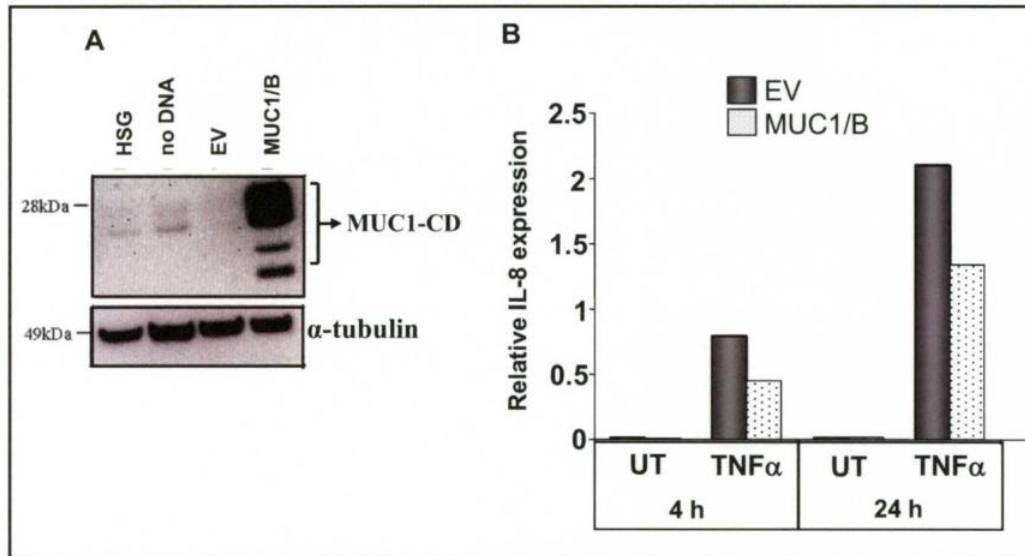 A
HSG
no DNA
EV
MUC1/B
28kDa
MUC1-CD
49kDa
α-tubulin
B
EV
MUC1/B
Relative IL-8 expression
2.5
2
1.5
1
0.5
0
UT TNFα UT TNFα
4 h 24 h